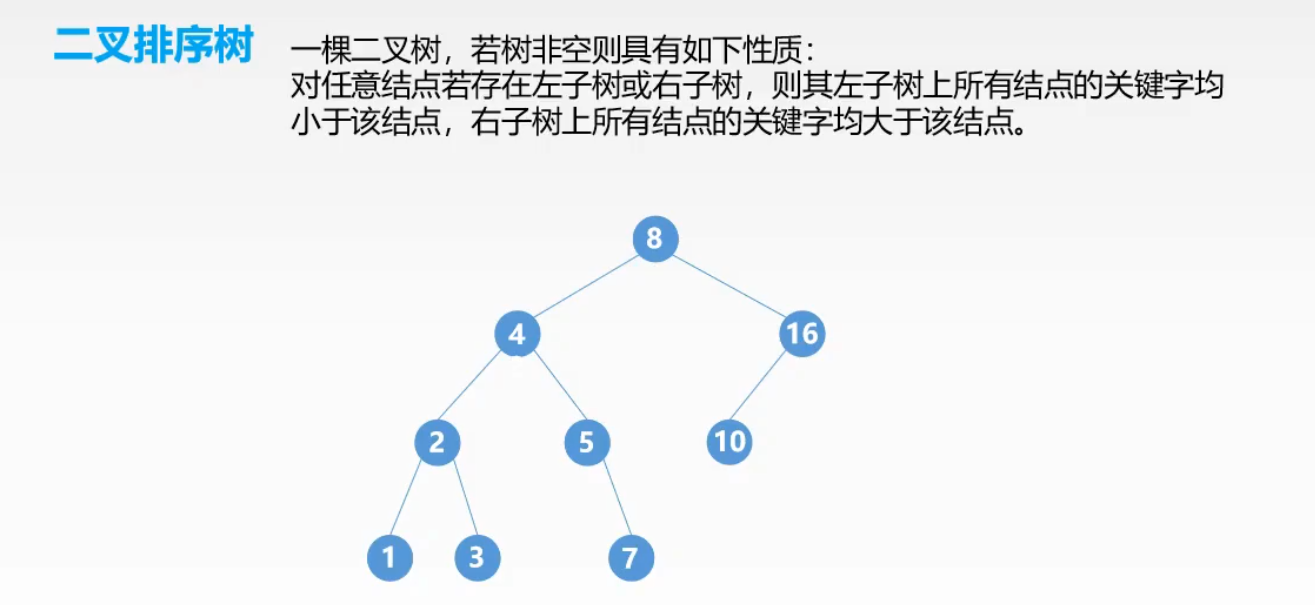 二叉排序树
一棵二叉树，若树非空则具有如下性质：
对任意结点若存在左子树或右子树，则其左子树上所有结点的关键字均
小于该结点，右子树上所有结点的关键字均大于该结点。
8
4 16
2 5 10
1 3 7